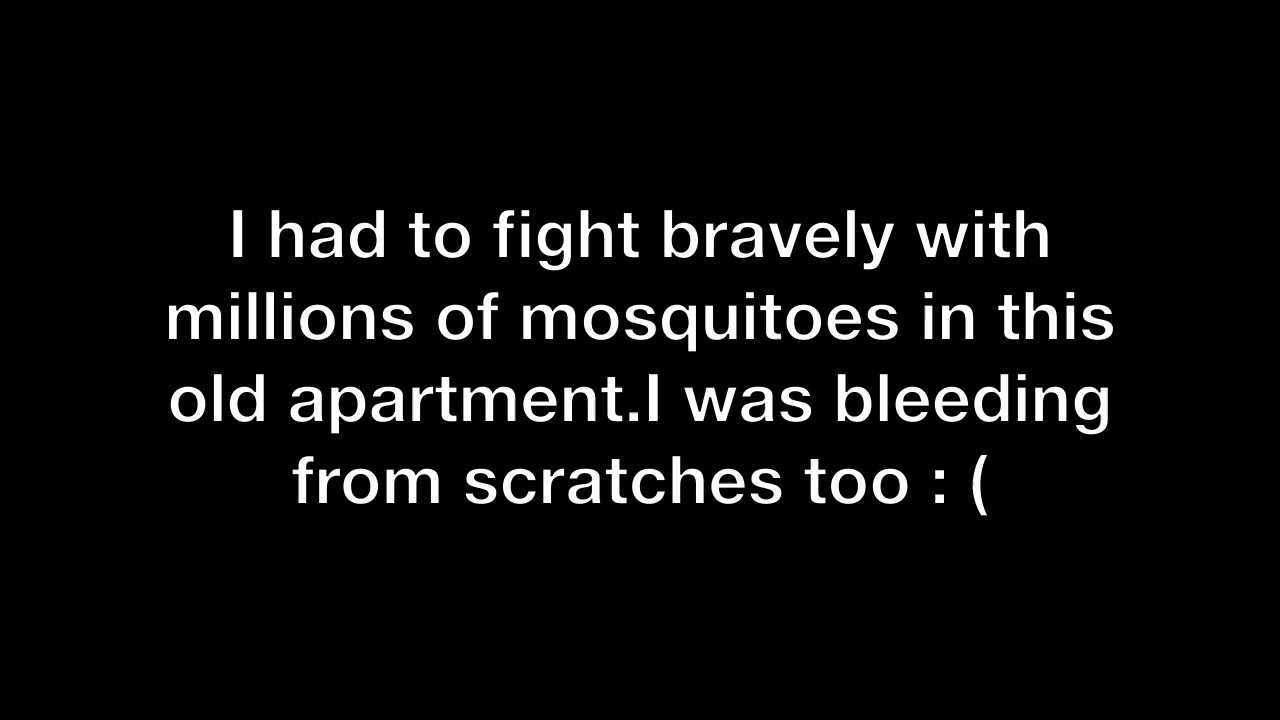 I had to fight bravely with
millions of mosquitoes in this
old apartment.I was bleeding
from scratches too : (